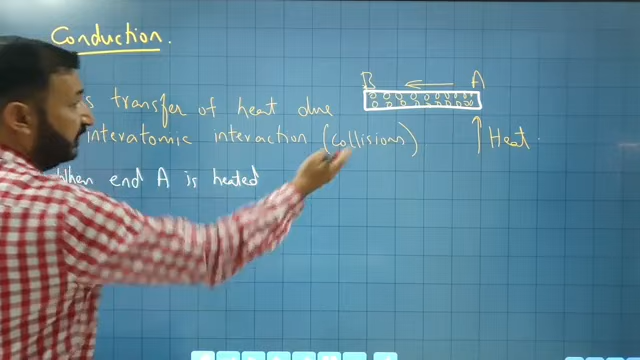 Conduction.
B A
s transfer of heat due
interatomic interaction (Collisions)
Heat
When end A is heated